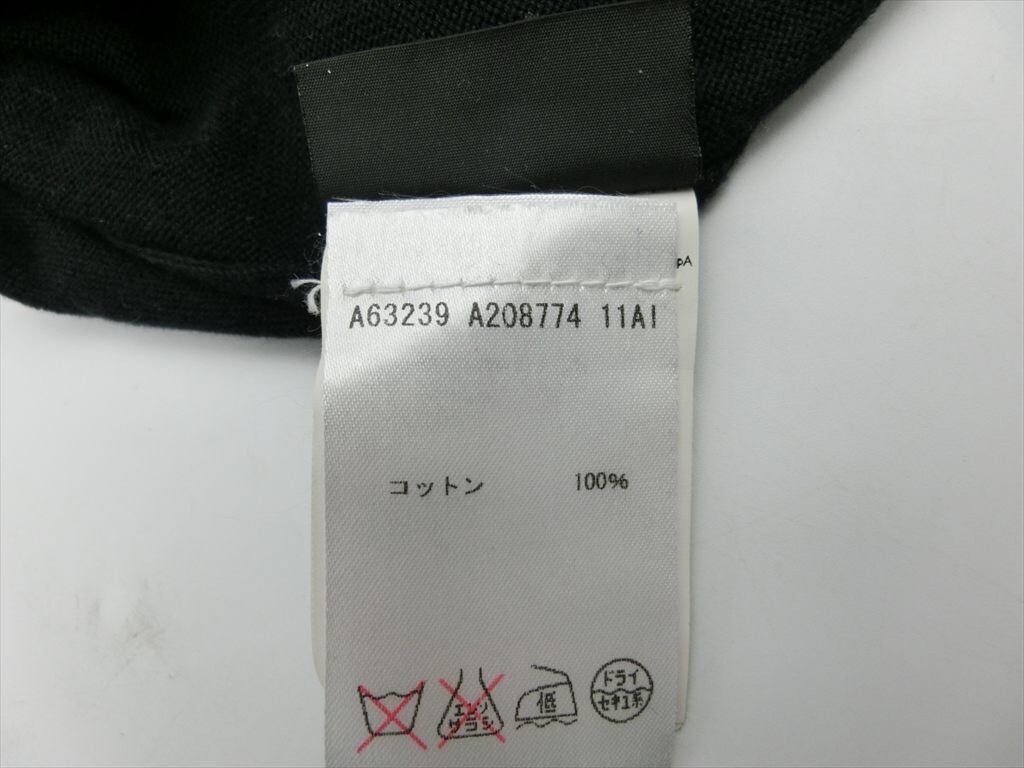 pA
A63239 A208774 11AI
コットン 100%
エンソサラシ
低
ドライ
セキユ系